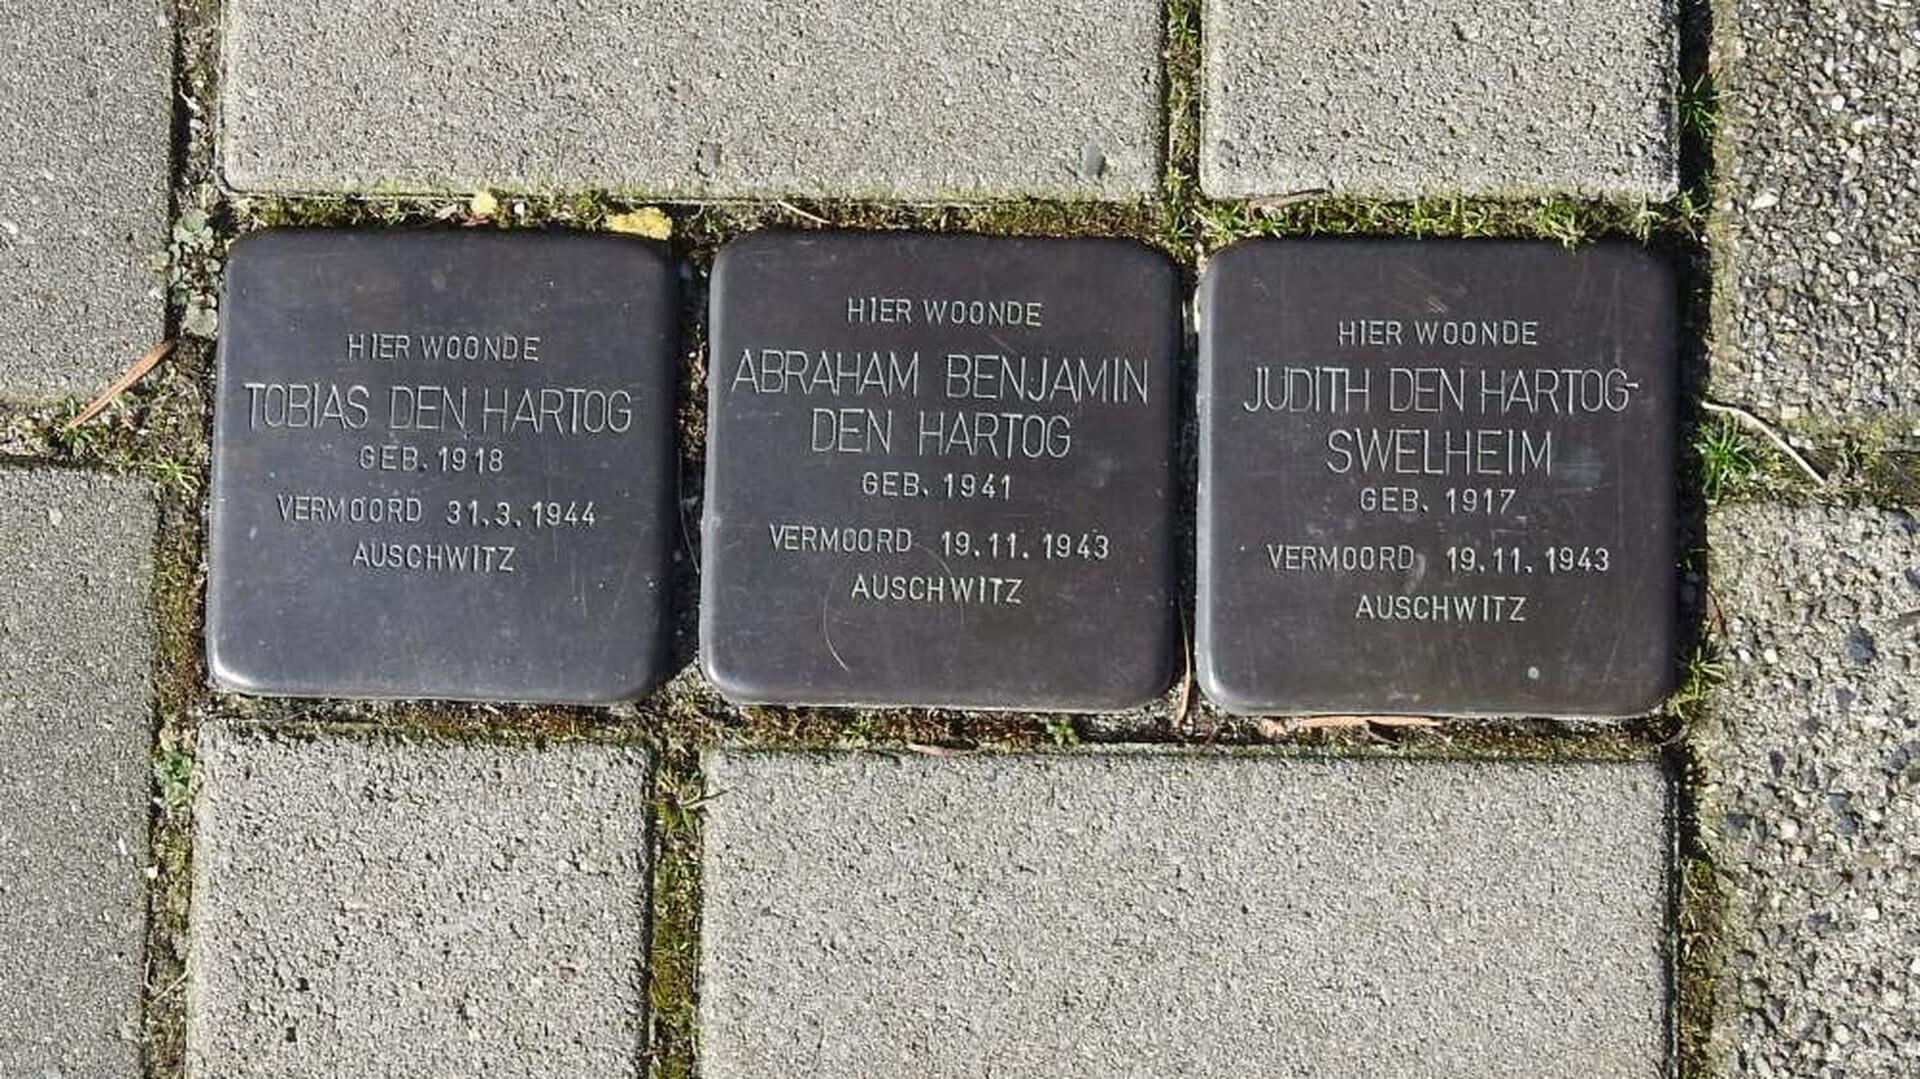 HIER WOONDE
TOBIAS DEN HARTOG
GEB. 1918
VERMOORD 31.3.1944
AUSCHWITZ
HIER WOONDE
ABRAHAM BENJAMIN
DEN HARTOG
GEB. 1941
VERMOORD 19.11.1943
AUSCHWITZ
HIER WOONDE
JUDITH DEN HARTOG-
SWELHEIM
GEB. 1917
VERMOORD 19.11.1943
AUSCHWITZ